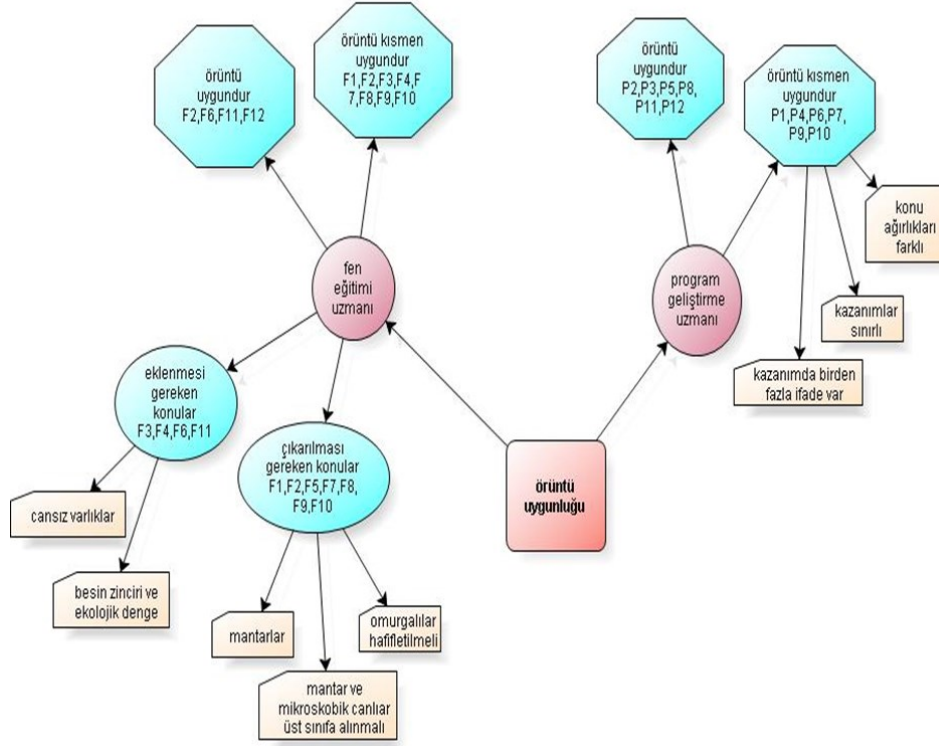 örüntü
uygundur
F2,F6,F11,F12
örüntü kısmen
uygundur
F1,F2,F3,F4,F
7,F8,F9,F10
örüntü
uygundur
P2,P3,P5,P8,
P11,P12
örüntü kısmen
uygundur
P1,P4,P6,P7,
P9,P10
konu
ağırlıkları
farklı
fen
eğitimi
uzmanı
program
geliştirme
uzmanı
kazanımlar
sınırlı
kazanımda birden
fazla ifade var
eklenmesi
gereken
konular
F3,F4,F6,F11
çıkarılması
gereken konular
F1,F2,F5,F7,F8,
F9,F10
örüntü
uygunluğu
cansız varlıklar
besin zinciri ve
ekolojik denge
mantarlar
omurgalılar
hafifletilmeli
mantar ve
mikroskobik canlıar
üst sınıfa alınmalı